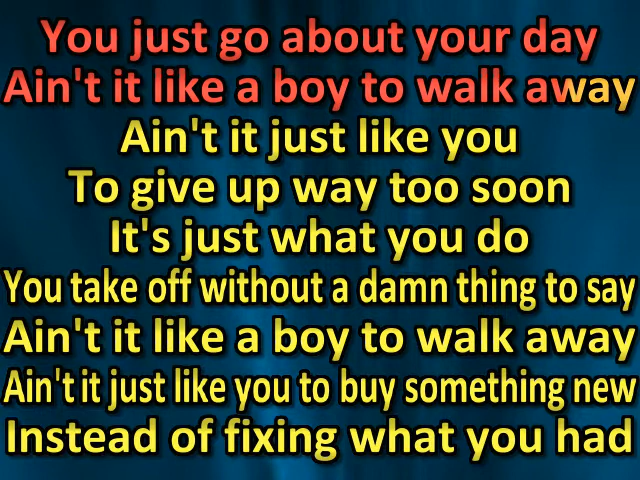 You just go about your day
Ain't it like a boy to walk away
Ain't it just like you
To give up way too soon
It's just what you do
You take off without a damn thing to say
Ain't it like a boy to walk away
Ain't it just like you to buy something new
Instead of fixing what you had